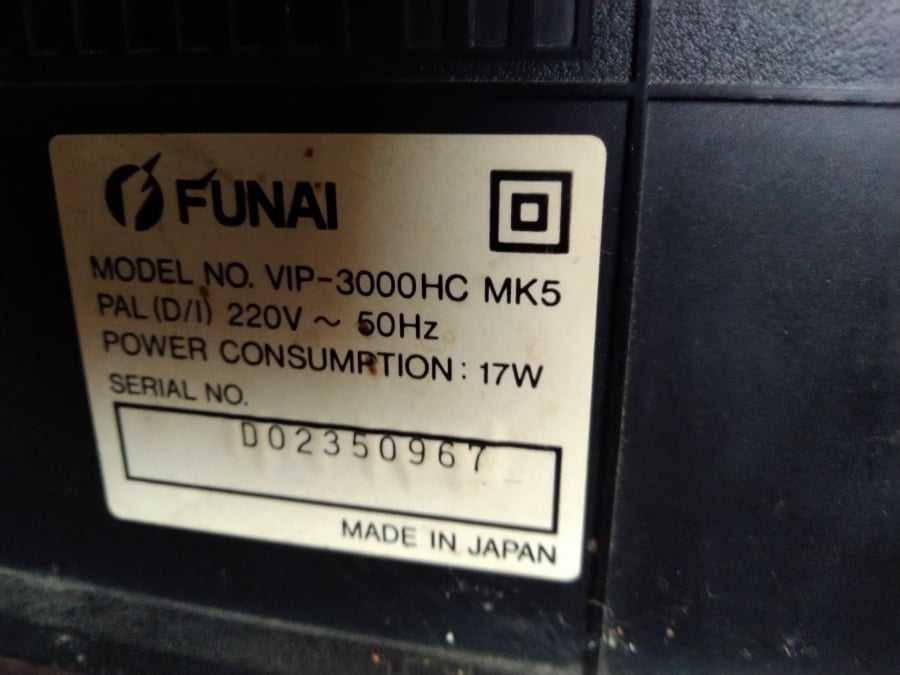 FUNAI
MODEL NO. VIP-3000HC MK5
PAL (D/I) 220V ~ 50Hz
POWER CONSUMPTION : 17W
SERIAL NO.
D02350967
MADE IN JAPAN